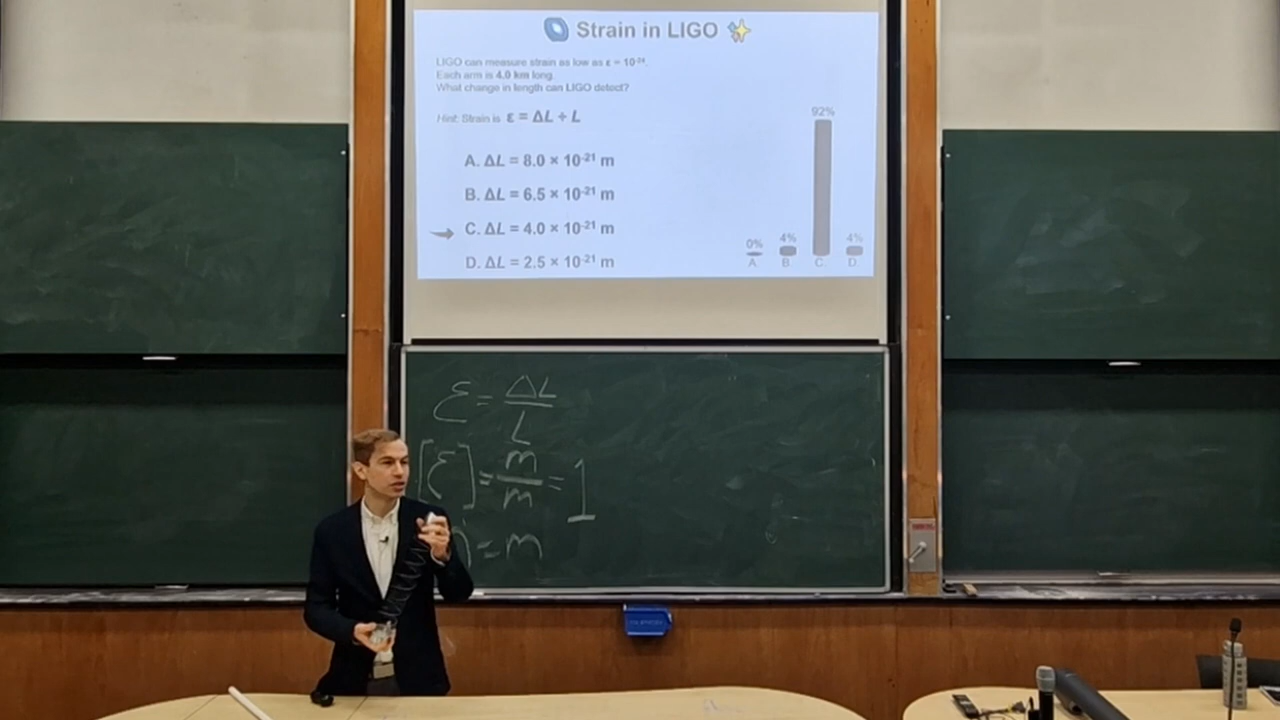 Strain in LIGO
LIGO can measure strain as low as ε = 10⁻²⁴.
Each arm is 4.0 km long.
What change in length can LIGO detect?
Hint: Strain is ε = ΔL ÷ L
A. ΔL = 8.0 × 10⁻²¹ m
B. ΔL = 6.5 × 10⁻²¹ m
C. ΔL = 4.0 × 10⁻²¹ m
D. ΔL = 2.5 × 10⁻²¹ m
0% 4% 92% 4%
A. B. C. D.
ε = ΔL / L
[ε] = m / m = 1
= m